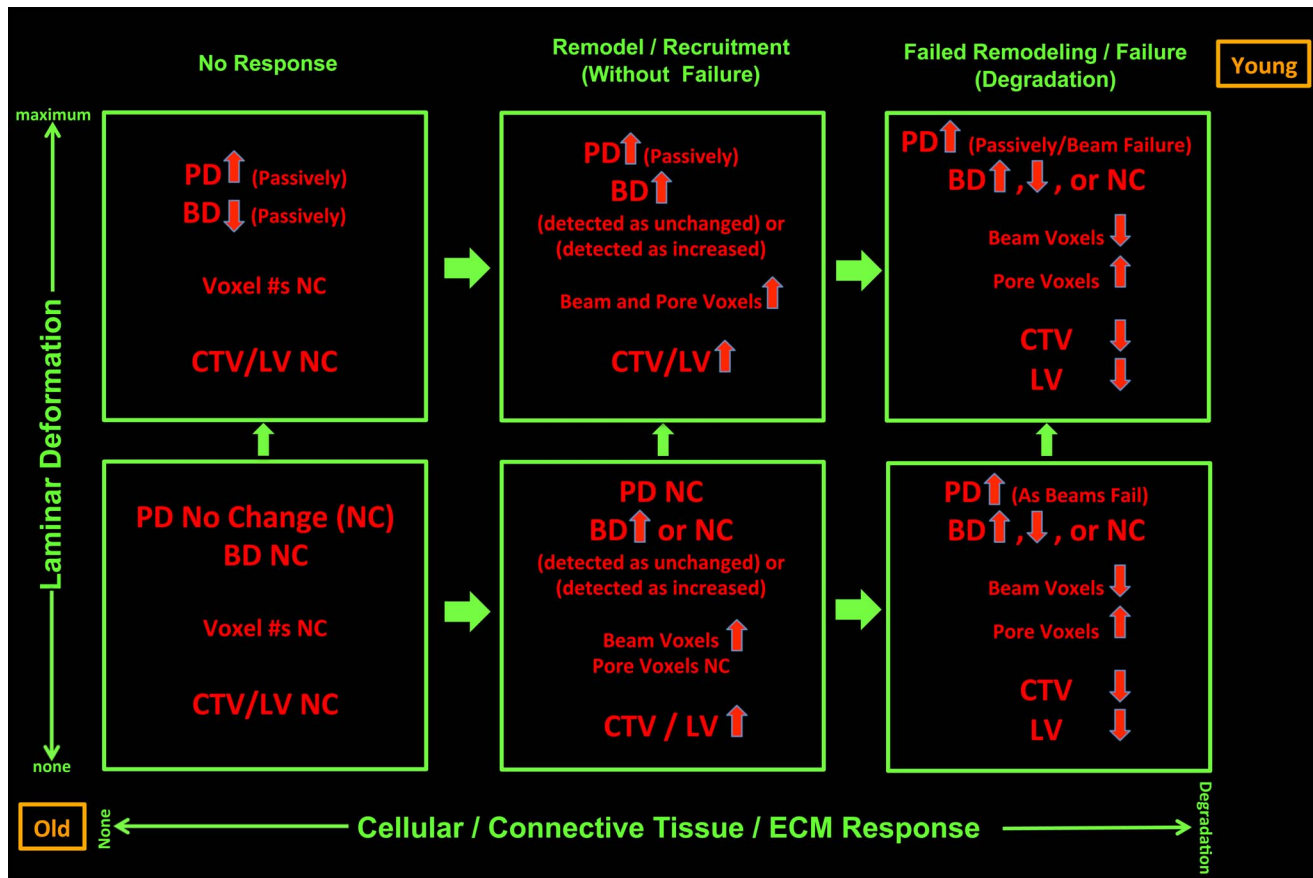 No Response
Remodel / Recruitment
(Without Failure)
Failed Remodeling / Failure
(Degradation)
Young
maximum
Laminar Deformation
none
PD (Passively)
BD (Passively)
Voxel #s NC
CTV/LV NC
PD (Passively)
BD
(detected as unchanged) or
(detected as increased)
Beam and Pore Voxels
CTV/LV
PD (Passively/Beam Failure)
BD , , or NC
Beam Voxels
Pore Voxels
CTV
LV
PD No Change (NC)
BD NC
Voxel #s NC
CTV/LV NC
PD NC
BD or NC
(detected as unchanged) or
(detected as increased)
Beam Voxels
Pore Voxels NC
CTV / LV
PD (As Beams Fail)
BD , , or NC
Beam Voxels
Pore Voxels
CTV
LV
Old
None
Cellular / Connective Tissue / ECM Response
Degradation